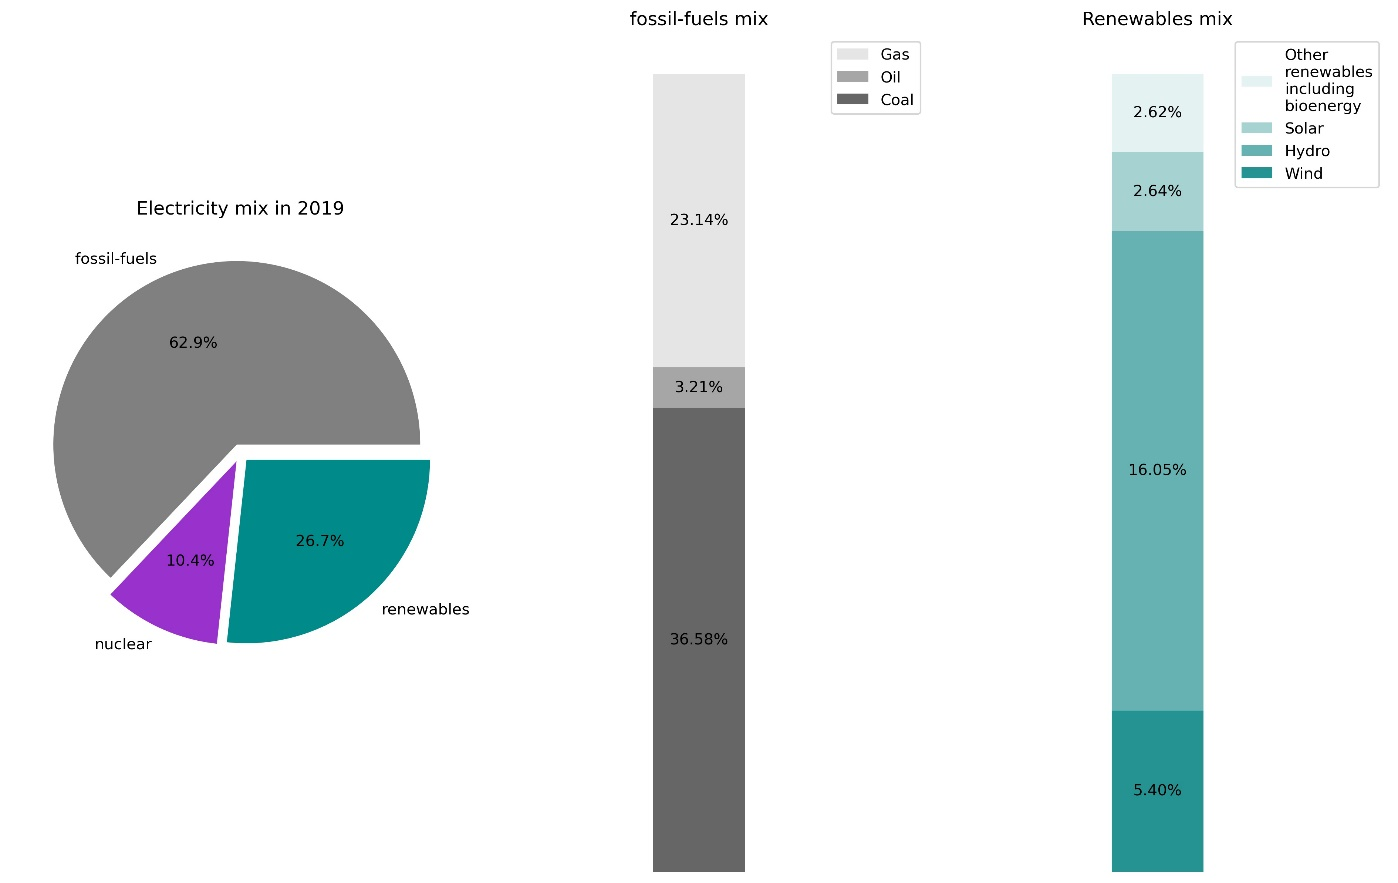 Electricity mix in 2019
fossil-fuels
62.9%
10.4%
26.7%
nuclear
renewables
fossil-fuels mix
Gas
Oil
Coal
23.14%
3.21%
36.58%
Renewables mix
Other
renewables
including
bioenergy
Solar
Hydro
Wind
2.62%
2.64%
16.05%
5.40%